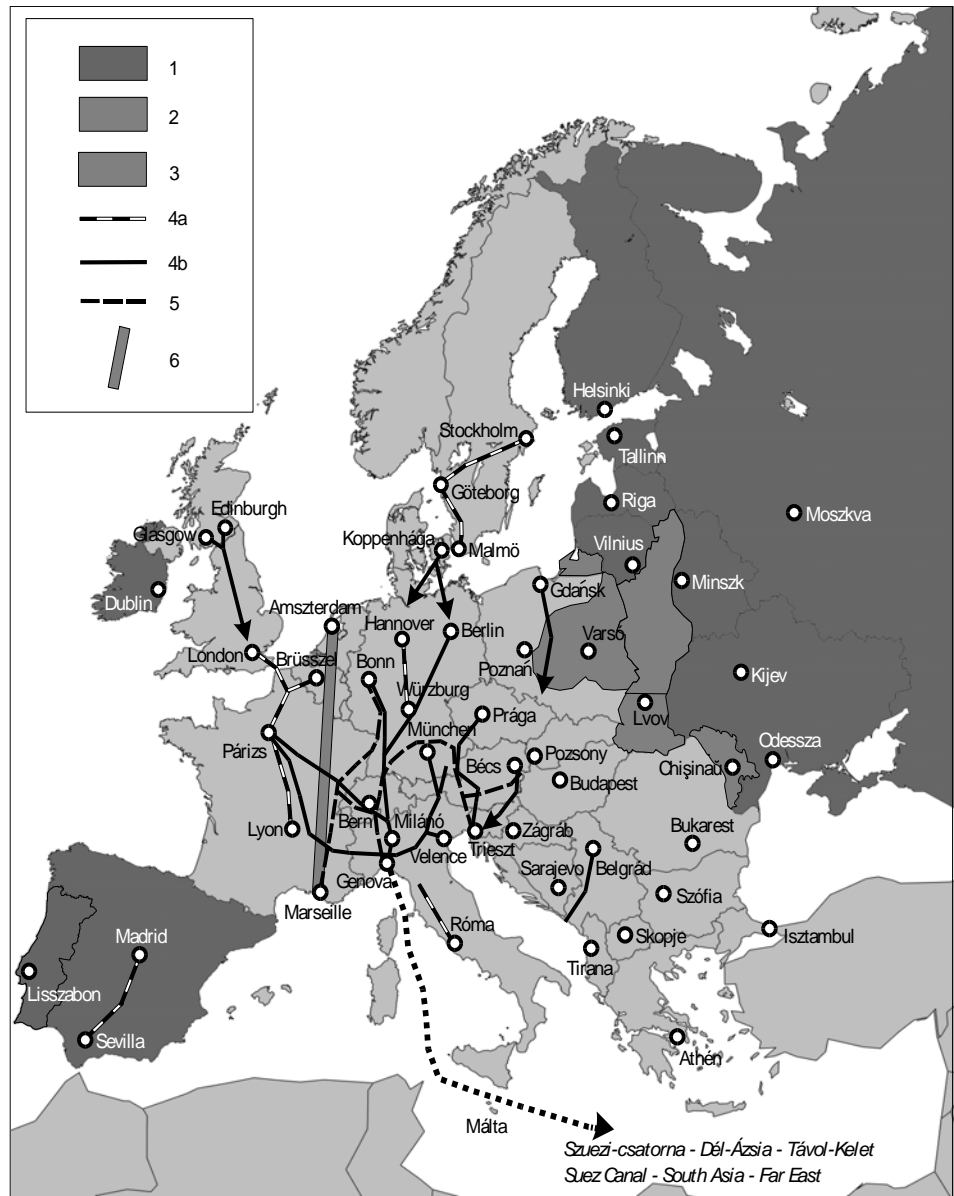 1
2
3
4a
4b
5
6
Helsinki
Stockholm
Tallinn
Göteborg
Riga
Moszkva
Edinburgh
Glasgow
Koppenhága
Malmö
Vilnius
Minszk
Dublin
Amszterdam
Gdańsk
Hannover
Berlin
London
Brüsszel
Bonn
Poznań
Varsó
Kijev
Würzburg
Lvov
Prága
München
Párizs
Pozsony
Bécs
Odessza
Chişinaŭ
Budapest
Lyon
Bern
Milánó
Velence
Trieszt
Zágráb
Bukarest
Genova
Sarajevo
Belgrád
Marseille
Szófia
Madrid
Róma
Skopje
Isztambul
Lisszabon
Tirana
Sevilla
Athén
Málta
Szuezi-csatorna - Dél-Ázsia - Távol-Kelet
Suez Canal - South Asia - Far East